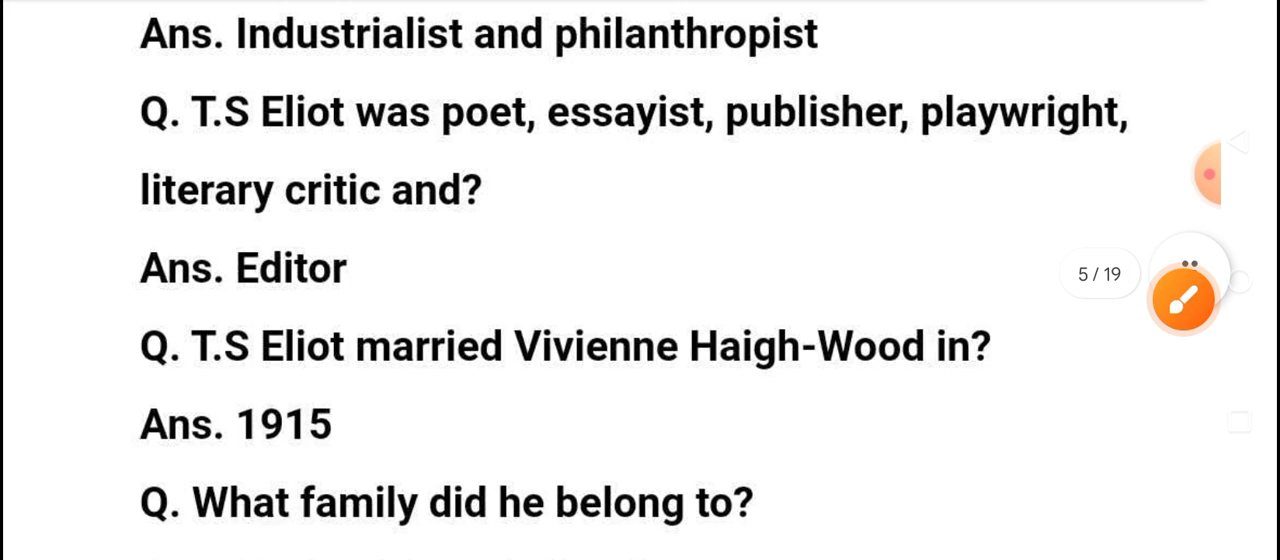 Ans. Industrialist and philanthropist
Q. T.S Eliot was poet, essayist, publisher, playwright,
literary critic and?
Ans. Editor
5 / 19
Q. T.S Eliot married Vivienne Haigh-Wood in?
Ans. 1915
Q. What family did he belong to?